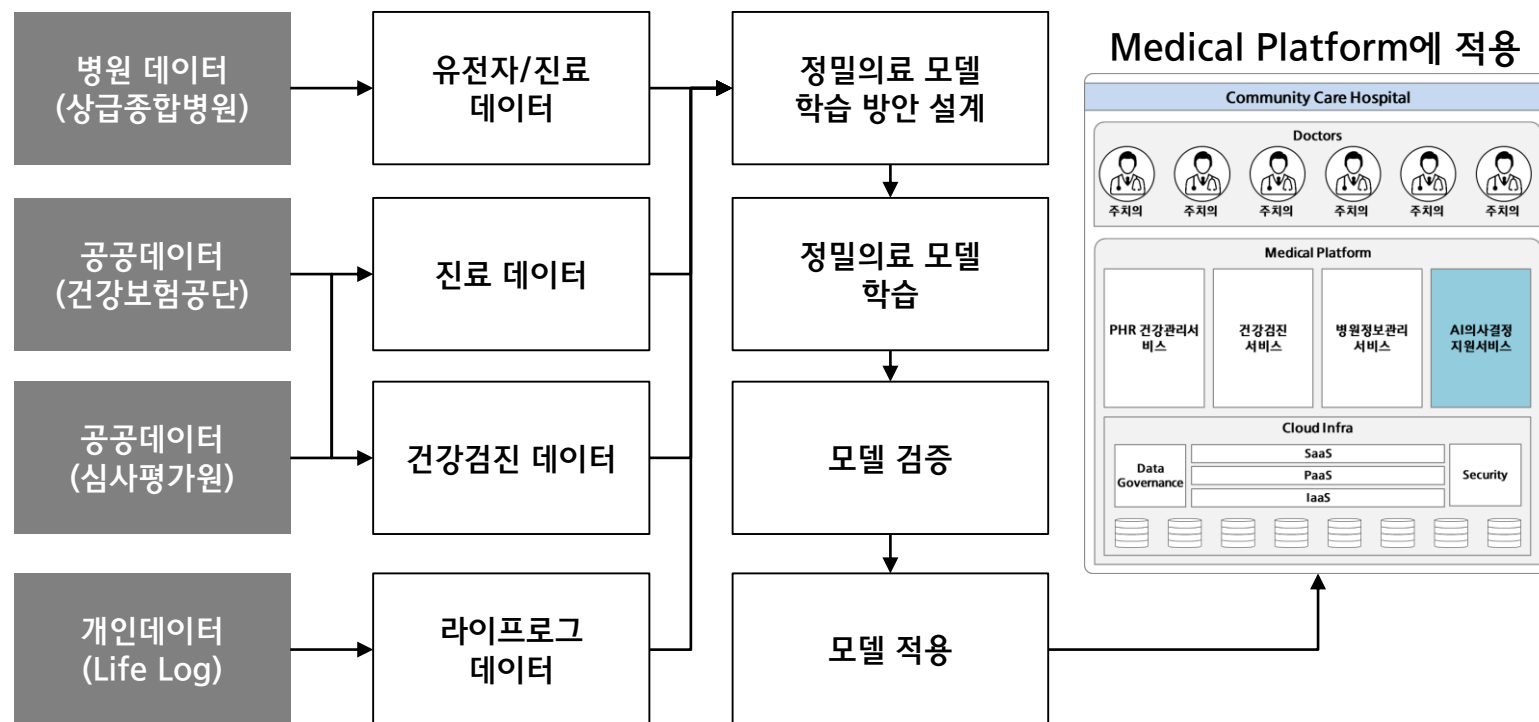 병원 데이터
(상급종합병원)
유전자/진료
데이터
정밀의료 모델
학습 방안 설계
공공데이터
(건강보험공단)
진료 데이터
정밀의료 모델
학습
공공데이터
(심사평가원)
건강검진 데이터
모델 검증
개인데이터
(Life Log)
라이프로그
데이터
모델 적용
Medical Platform에 적용
Community Care Hospital
Doctors
주치의 주치의 주치의 주치의 주치의 주치의
Medical Platform
PHR 건강관리서
비스
건강검진
서비스
병원정보관리
서비스
AI의사결정
지원서비스
Cloud Infra
Data
Governance
SaaS
PaaS
IaaS
Security